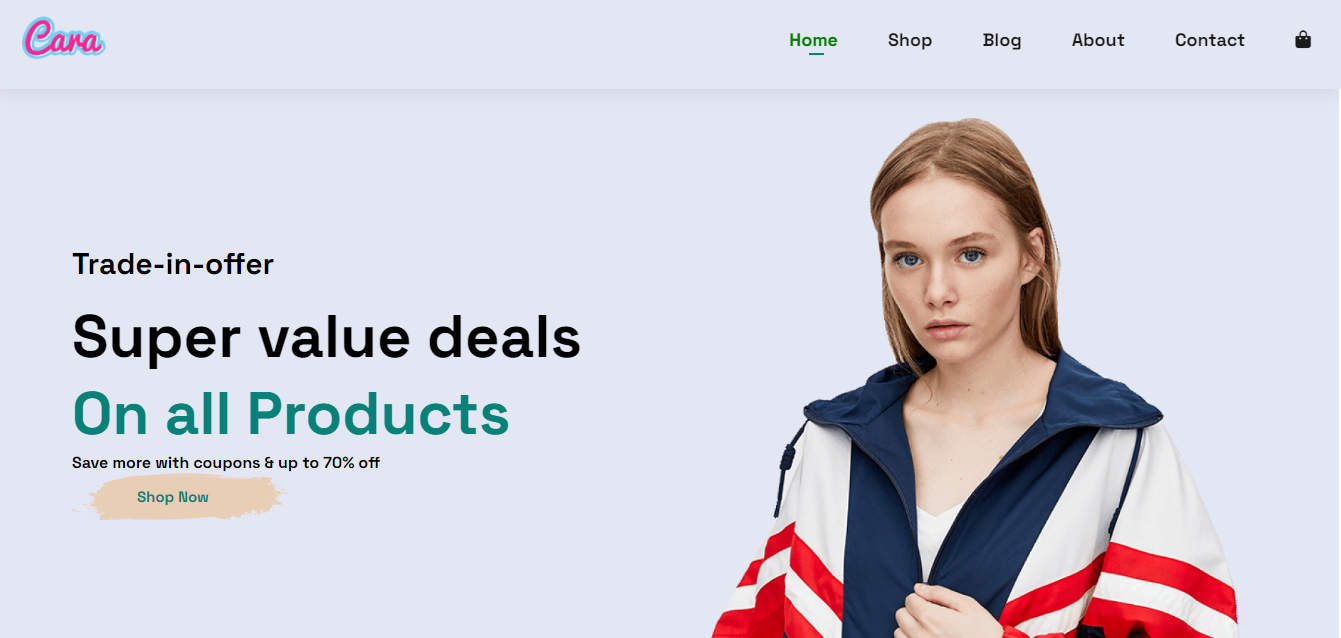 Cara
Home Shop Blog About Contact
Trade-in-offer
Super value deals
On all Products
Save more with coupons & up to 70% off
Shop Now